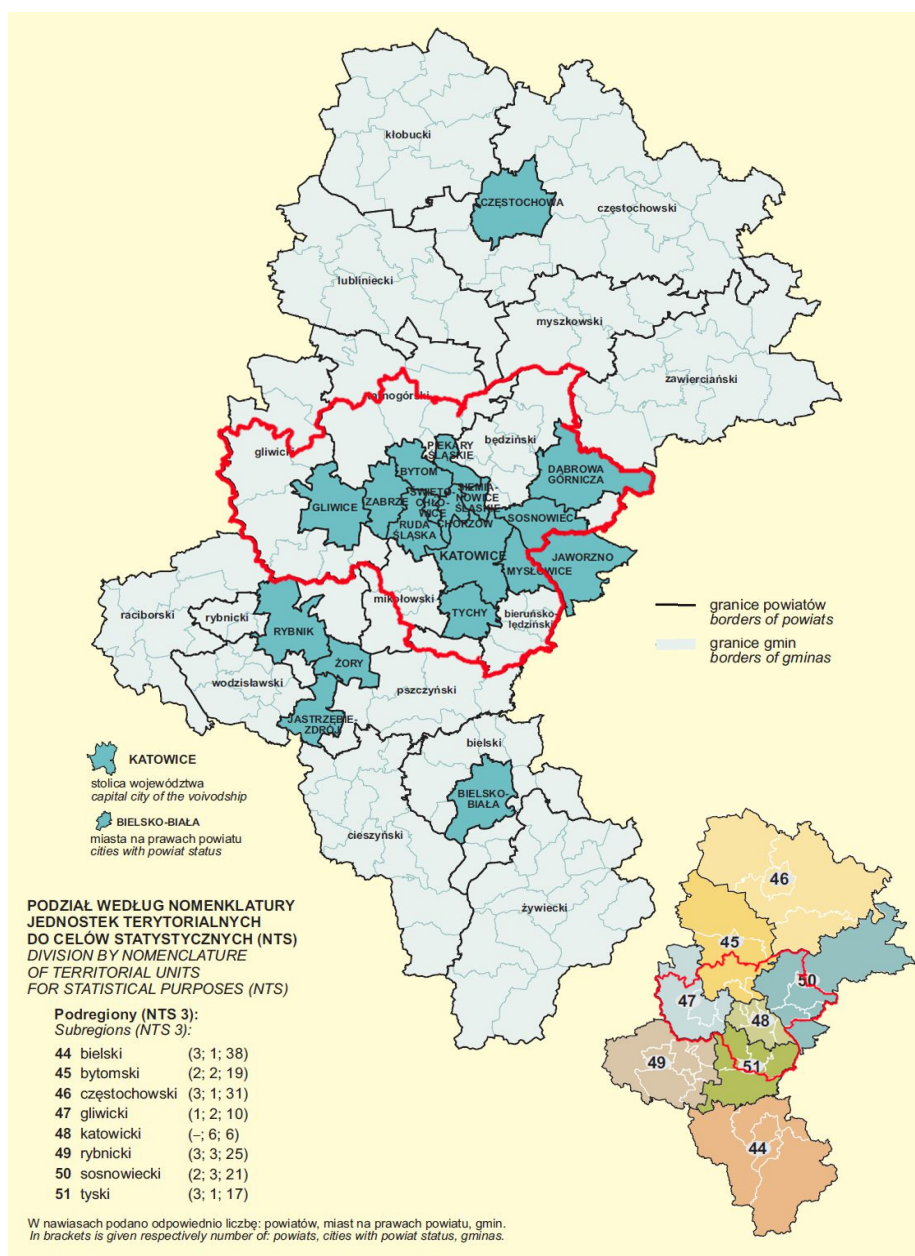 kłobucki
CZĘSTOCHOWA
częstochowski
lubliniecki
myszkowski
zawierciański
tarnogórski
gliwicki
PIEKARY
ŚLĄSKIE
będziński
BYTOM
DĄBROWA
GÓRNICZA
GLIWICE
ZABRZE
ŚWIĘTO-
CHŁO-
WICE
SIEMIA-
NOWICE
ŚLĄSKIE
RUDA
ŚLĄSKA
CHORZÓW
SOSNOWIEC
KATOWICE
MYSŁOWICE
JAWORZNO
mikołowski
TYCHY
bieruńsko-
lędziński
raciborski
rybnicki
RYBNIK
ŻORY
wodzisławski
pszczyński
JASTRZĘBIE-
ZDRÓJ
bielski
BIELSKO-
BIAŁA
cieszyński
żywiecki
granice powiatów
borders of powiats
granice gmin
borders of gminas
KATOWICE
stolica województwa
capital city of the voivodship
BIELSKO-BIAŁA
miasta na prawach powiatu
cities with powiat status
PODZIAŁ WEDŁUG NOMENKLATURY
JEDNOSTEK TERYTORIALNYCH
DO CELÓW STATYSTYCZNYCH (NTS)
DIVISION BY NOMENCLATURE
OF TERRITORIAL UNITS
FOR STATISTICAL PURPOSES (NTS)
Podregiony (NTS 3):
Subregions (NTS 3):
44 bielski (3; 1; 38)
45 bytomski (2; 2; 19)
46 częstochowski (3; 1; 31)
47 gliwicki (1; 2; 10)
48 katowicki (–; 6; 6)
49 rybnicki (3; 3; 25)
50 sosnowiecki (2; 3; 21)
51 tyski (3; 1; 17)
46
45
50
47
48
49
51
44
W nawiasach podano odpowiednio liczbę: powiatów, miast na prawach powiatu, gmin.
In brackets is given respectively number of: powiats, cities with powiat status, gminas.